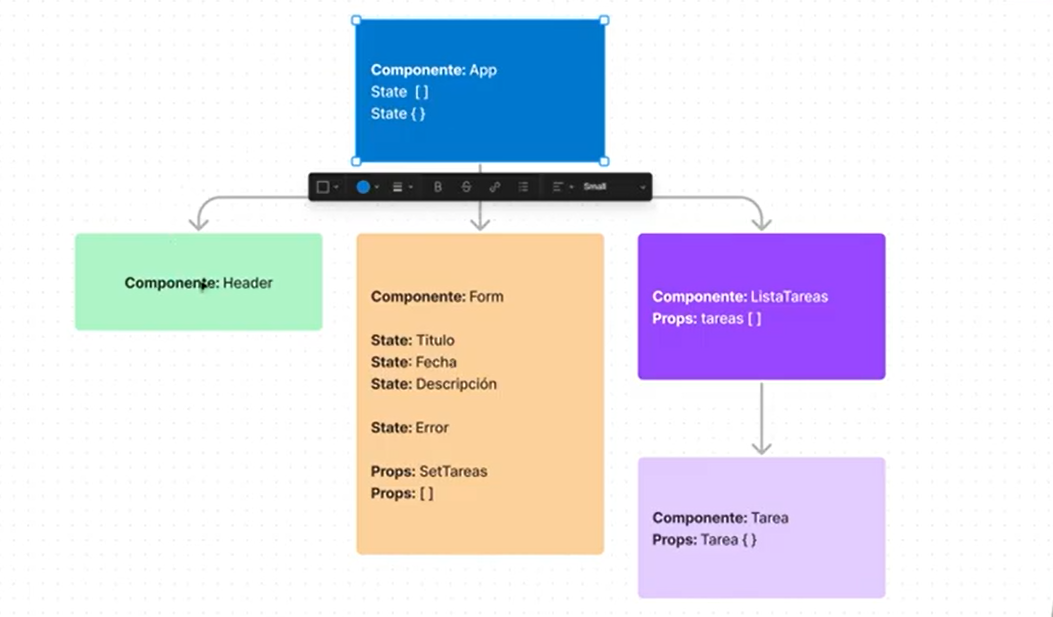 Componente: App
State [ ]
State { }
B S Small
Componente: Header
Componente: Form
State: Titulo
State: Fecha
State: Descripción
State: Error
Props: SetTareas
Props: [ ]
Componente: ListaTareas
Props: tareas [ ]
Componente: Tarea
Props: Tarea { }